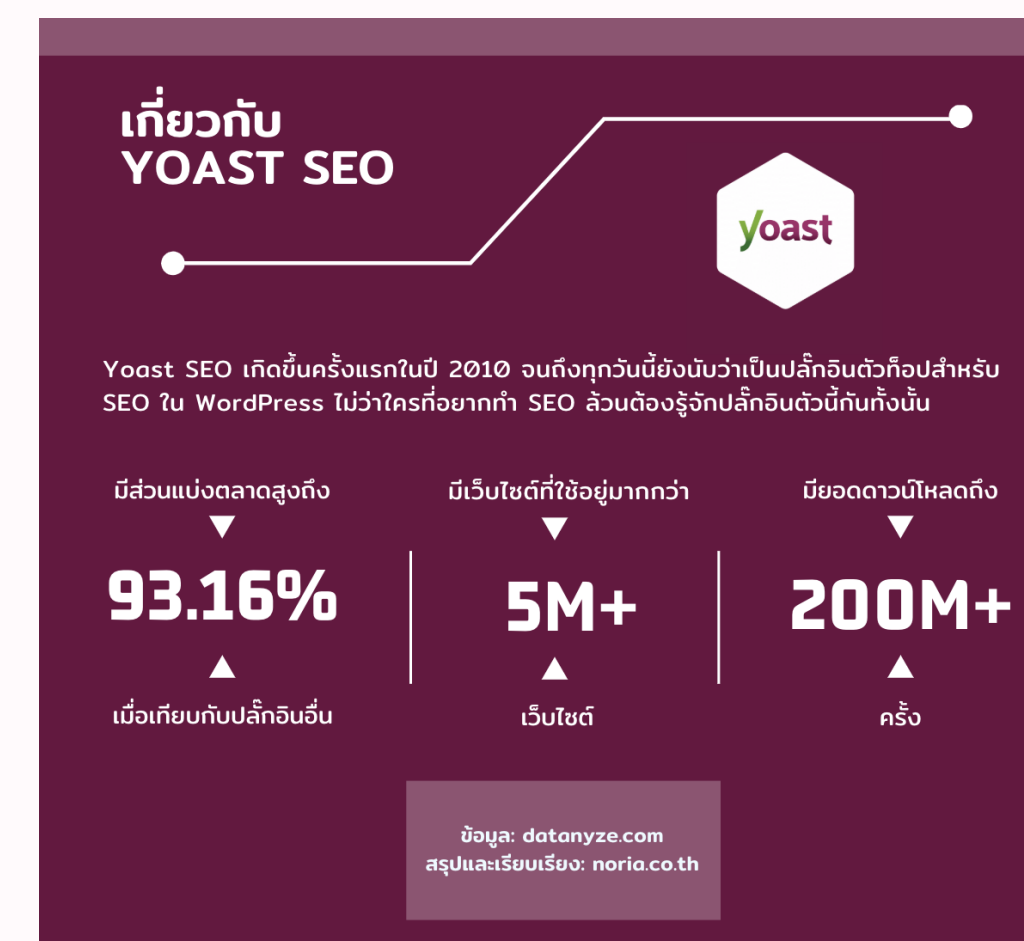 เกี่ยวกับ
YOAST SEO
yoast
Yoast SEO เกิดขึ้นครั้งแรกในปี 2010 จนถึงทุกวันนี้ยังนับว่าเป็นปลั๊กอินตัวท็อปสำหรับ
SEO ใน WordPress ไม่ว่าใครที่อยากทำ SEO ล้วนต้องรู้จักปลั๊กอินตัวนี้กันทั้งนั้น
มีส่วนแบ่งตลาดสูงถึง
93.16%
เมื่อเทียบกับปลั๊กอินอื่น
มีเว็บไซต์ที่ใช้อยู่มากกว่า
5M+
เว็บไซต์
มียอดดาวน์โหลดถึง
200M+
ครั้ง
ข้อมูล: datanyze.com
สรุปและเรียบเรียง: noria.co.th